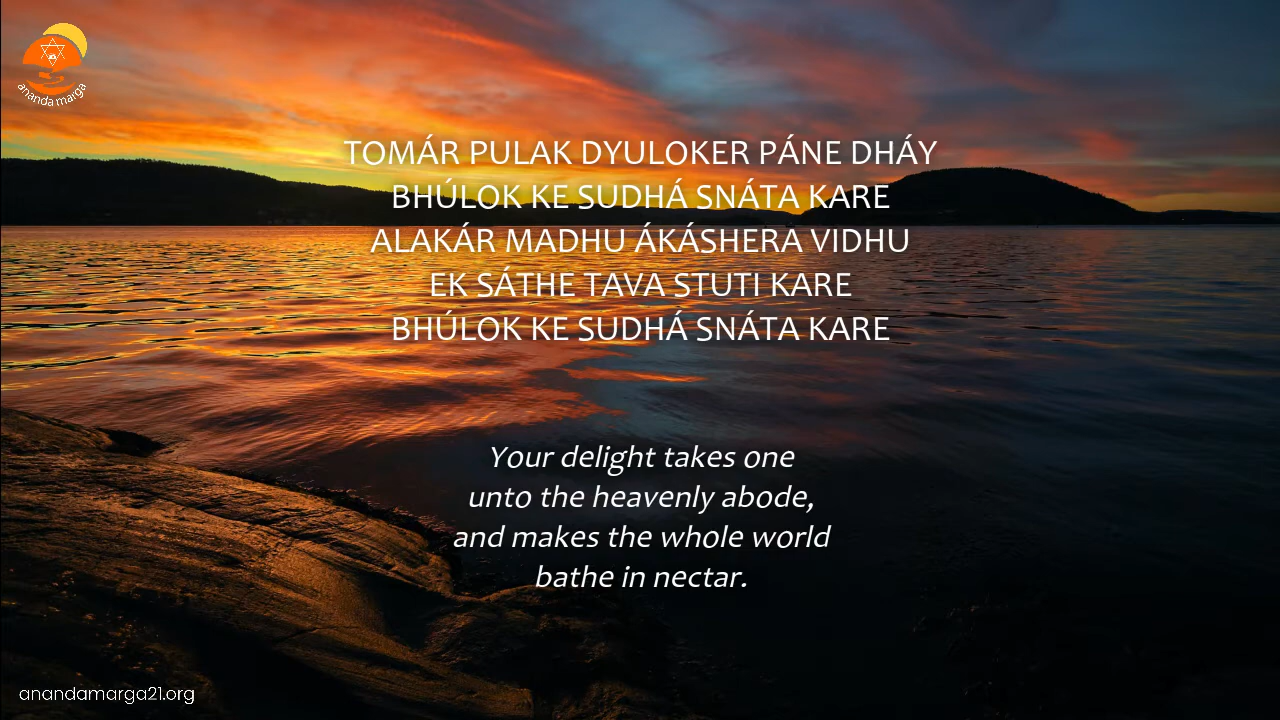 ananda marga
TOMÁR PULAK DYULOKER PÁNE DHÁY
BHÚLOK KE SUDHÁ SNÁTA KARE
ALAKÁR MADHU ÁKÁSHERA VIDHU
EK SÁTHE TAVA STUTI KARE
BHÚLOK KE SUDHÁ SNÁTA KARE
Your delight takes one
unto the heavenly abode,
and makes the whole world
bathe in nectar.
anandamarga21.org